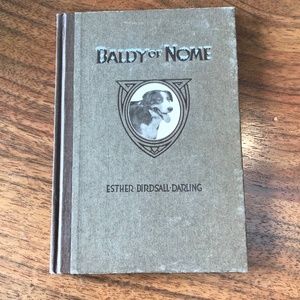 BALDY OF NOME
ESTHER BIRDSALL·DARLING